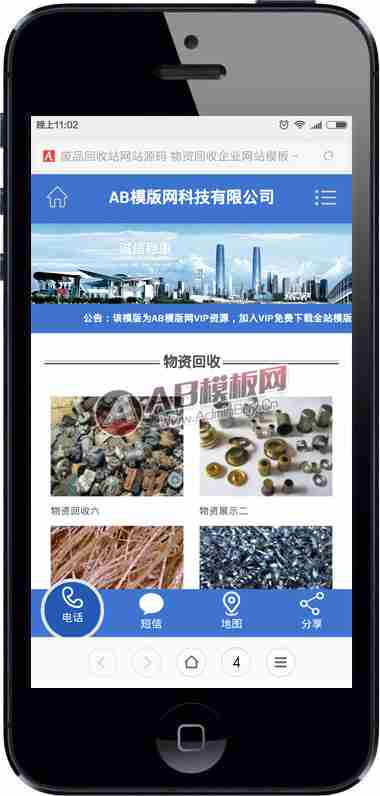 晚上11:02
废品回收站网站源码 物资回收企业网站模板 -
AB模版网科技有限公司
诚信稳重
公告：该模版为AB模版网VIP资源，加入VIP免费下载全站模版
物资回收
AB模板网
www.AdminBuy.Cn
物资回收六
物资展示二
电话
短信
地图
分享
4